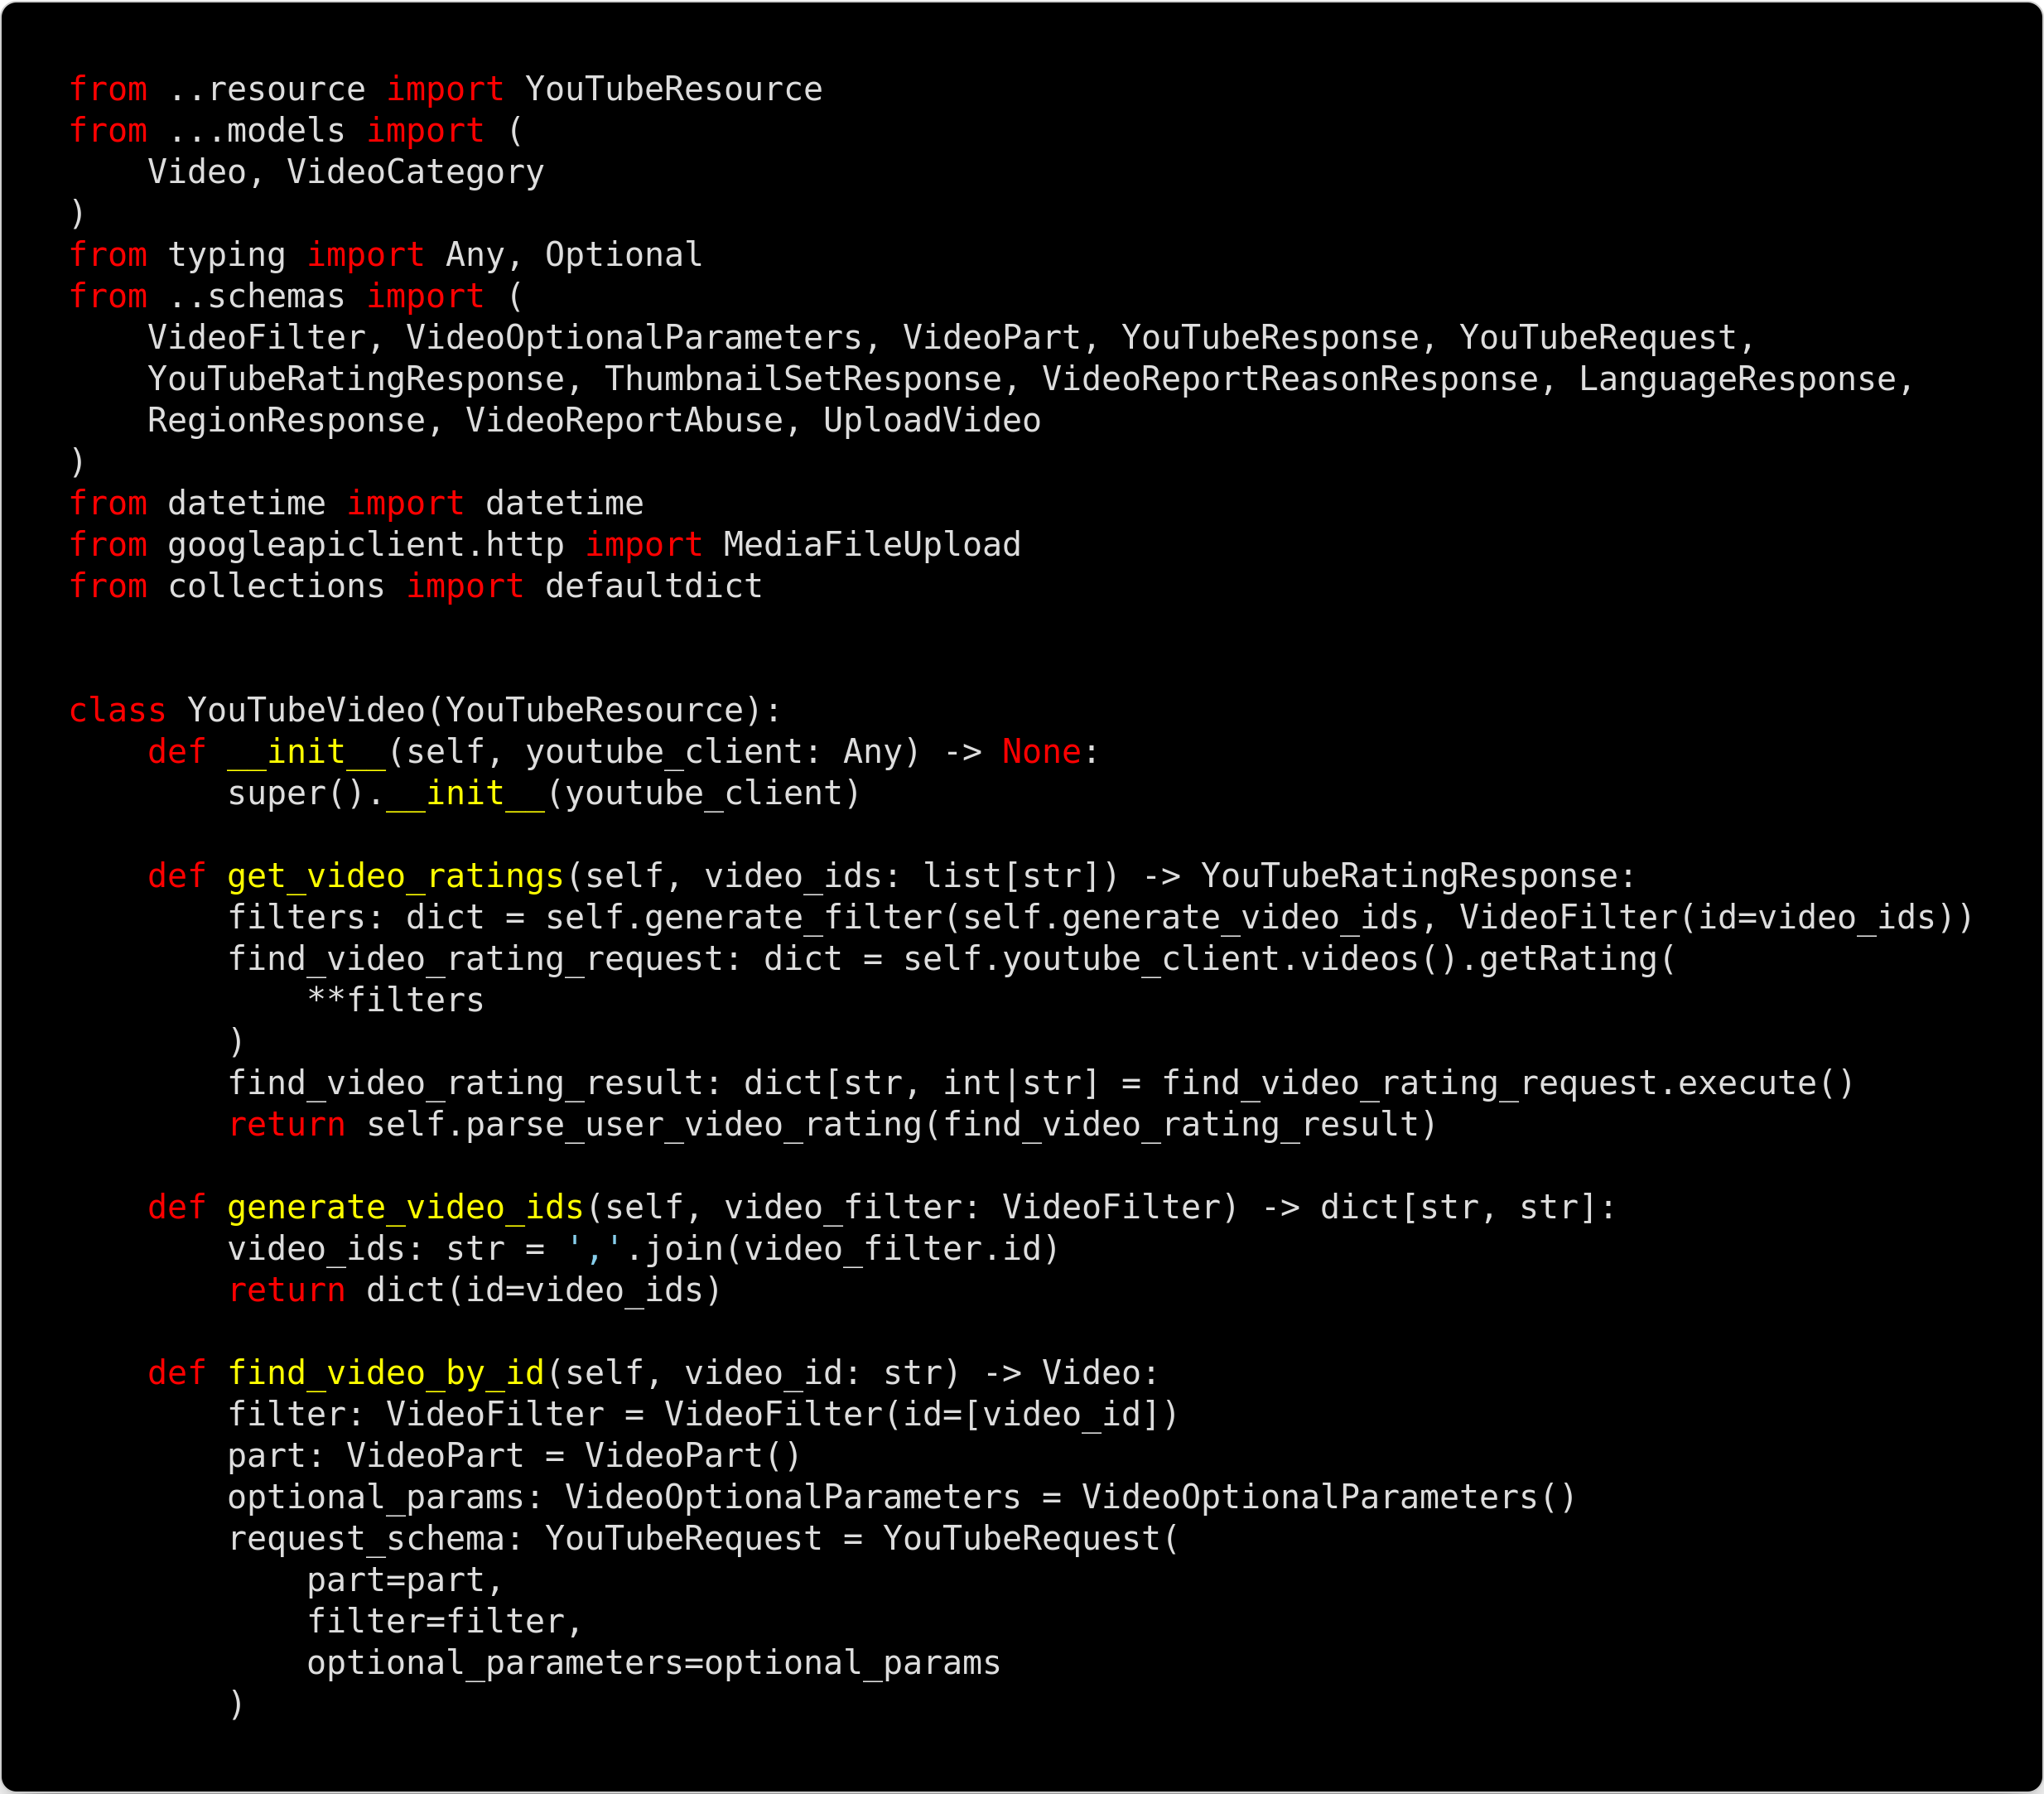 from ..resource import YouTubeResource
from ...models import (
    Video, VideoCategory
)
from typing import Any, Optional
from ..schemas import (
    VideoFilter, VideoOptionalParameters, VideoPart, YouTubeResponse, YouTubeRequest,
    YouTubeRatingResponse, ThumbnailSetResponse, VideoReportReasonResponse, LanguageResponse,
    RegionResponse, VideoReportAbuse, UploadVideo
)
from datetime import datetime
from googleapiclient.http import MediaFileUpload
from collections import defaultdict


class YouTubeVideo(YouTubeResource):
    def __init__(self, youtube_client: Any) -> None:
        super().__init__(youtube_client)

    def get_video_ratings(self, video_ids: list[str]) -> YouTubeRatingResponse:
        filters: dict = self.generate_filter(self.generate_video_ids, VideoFilter(id=video_ids))
        find_video_rating_request: dict = self.youtube_client.videos().getRating(
            **filters
        )
        find_video_rating_result: dict[str, int|str] = find_video_rating_request.execute()
        return self.parse_user_video_rating(find_video_rating_result)

    def generate_video_ids(self, video_filter: VideoFilter) -> dict[str, str]:
        video_ids: str = ','.join(video_filter.id)
        return dict(id=video_ids)

    def find_video_by_id(self, video_id: str) -> Video:
        filter: VideoFilter = VideoFilter(id=[video_id])
        part: VideoPart = VideoPart()
        optional_params: VideoOptionalParameters = VideoOptionalParameters()
        request_schema: YouTubeRequest = YouTubeRequest(
            part=part,
            filter=filter,
            optional_parameters=optional_params
        )